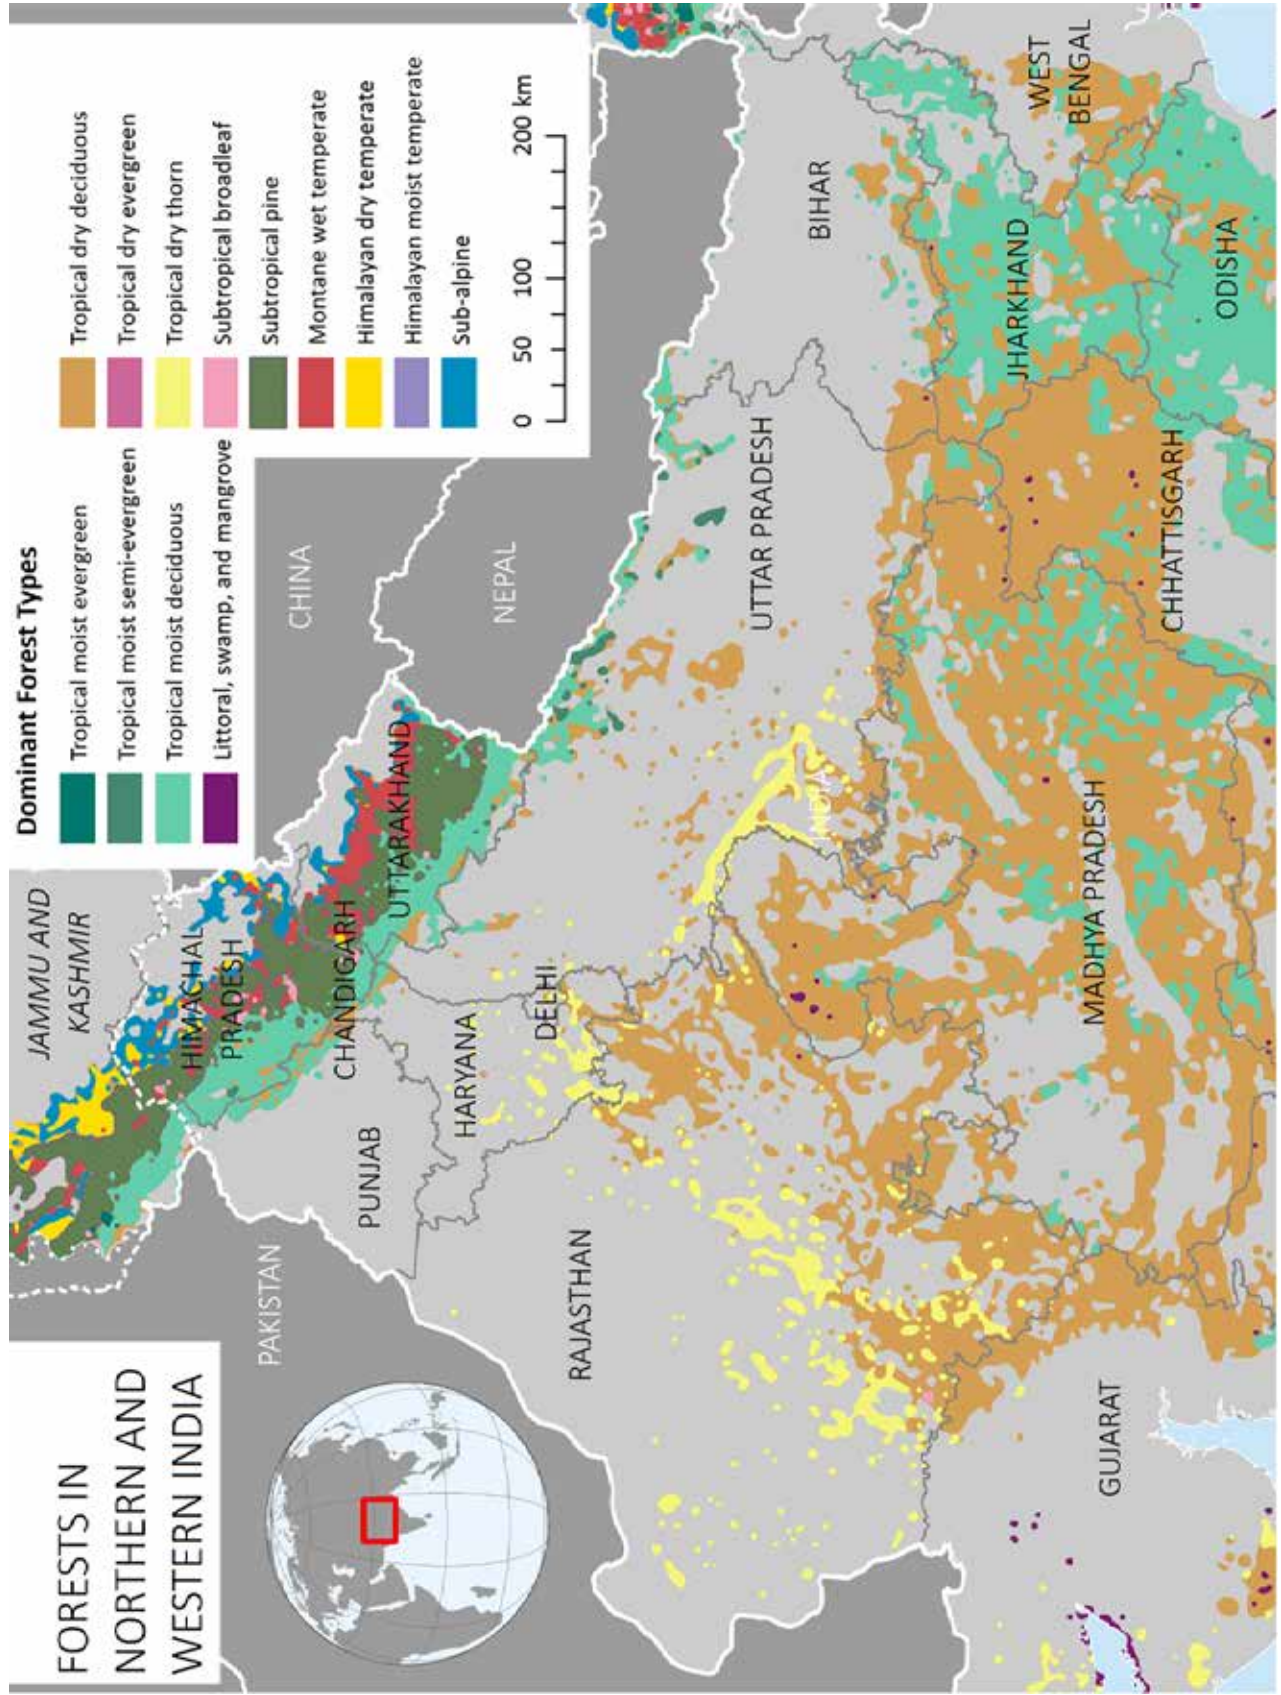 FORESTS IN
NORTHERN AND
WESTERN INDIA
Dominant Forest Types
Tropical moist evergreen
Tropical moist semi-evergreen
Tropical moist deciduous
Littoral, swamp, and mangrove
Tropical dry deciduous
Tropical dry evergreen
Tropical dry thorn
Subtropical broadleaf
Subtropical pine
Montane wet temperate
Himalayan dry temperate
Himalayan moist temperate
Sub-alpine
0 50 100 200 km
JAMMU AND
KASHMIR
CHINA
NEPAL
PAKISTAN
HIMACHAL
PRADESH
CHANDIGARH
UTTARAKHAND
PUNJAB
HARYANA
DELHI
RAJASTHAN
UTTAR PRADESH
BIHAR
INDIA
WEST
BENGAL
JHARKHAND
MADHYA PRADESH
GUJARAT
CHHATTISGARH
ODISHA